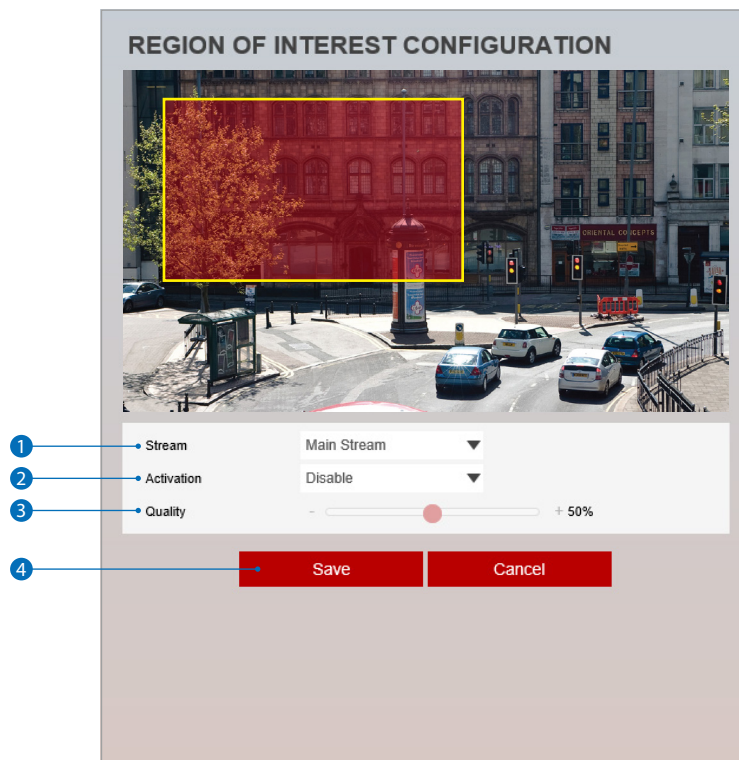 REGION OF INTEREST CONFIGURATION
ORIENTAL CONCEPTS
1 Stream Main Stream
2 Activation Disable
3 Quality - + 50%
4 Save Cancel